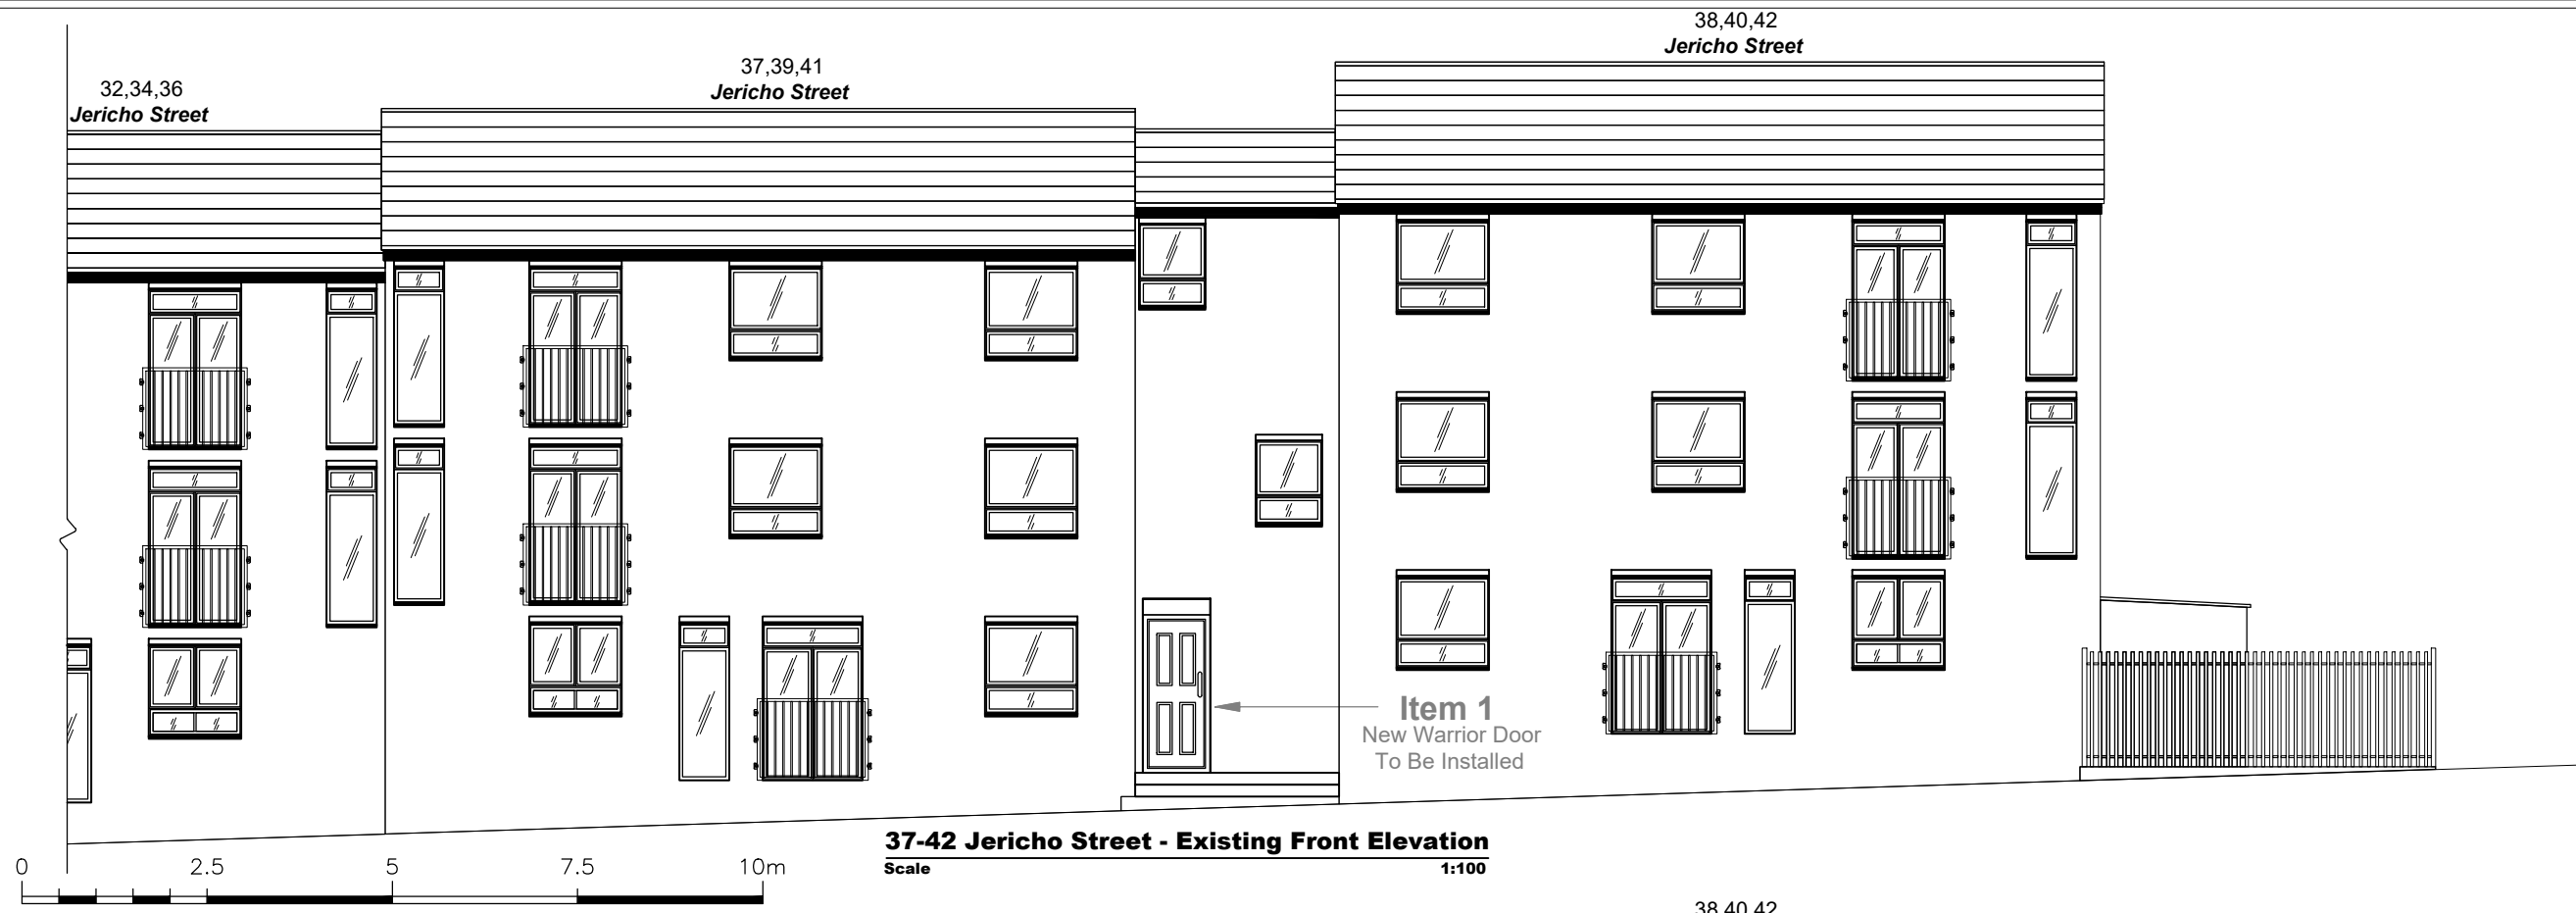 38,40,42
Jericho Street
37,39,41
Jericho Street
32,34,36
Jericho Street
Item 1
New Warrior Door
To Be Installed
37-42 Jericho Street - Existing Front Elevation
Scale 1:100
0 2.5 5 7.5 10m
38,40,42